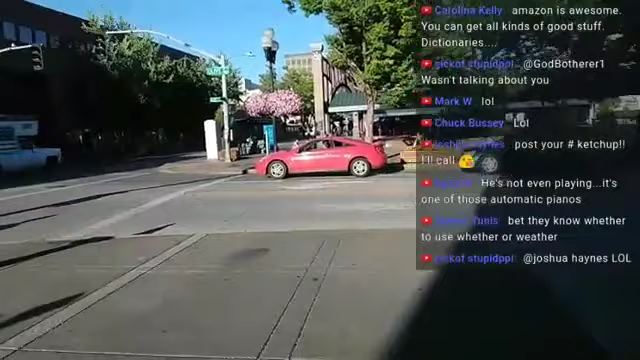 Carolina Kelly amazon is awesome.
You can get all kinds of good stuff.
Dictionaries....
sickof stupidppl @GodBotherer1
Wasn't talking about you
Mark W lol
Chuck Bussey Lol
post your # ketchup!!
I'll call
He's not even playing...it's
one of those automatic pianos
Tunis bet they know whether
to use whether or weather
sickof stupidppl @joshua haynes LOL